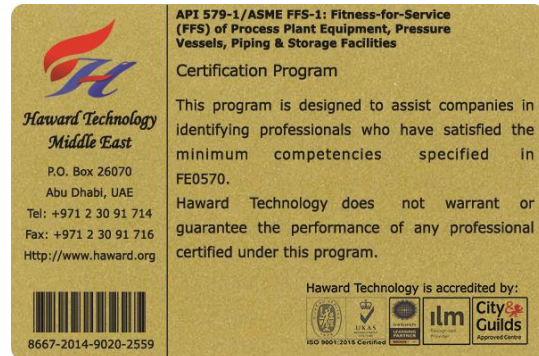 Haward Technology
Middle East
P.O. Box 26070
Abu Dhabi, UAE
Tel: +971 2 30 91 714
Fax: +971 2 30 91 716
Http://www.haward.org
8667-2014-9020-2559
API 579-1/ASME FFS-1: Fitness-for-Service
(FFS) of Process Plant Equipment, Pressure
Vessels, Piping & Storage Facilities
Certification Program
This program is designed to assist companies in
identifying professionals who have satisfied the
minimum competencies specified in
FE0570.
Haward Technology does not warrant or
guarantee the performance of any professional
certified under this program.
Haward Technology is accredited by:
UKAS
ISO 9001:2015 Certified
LEARNING
PARTNER
ilm
Recognised
Provider
City&
Guilds
Approved Centre